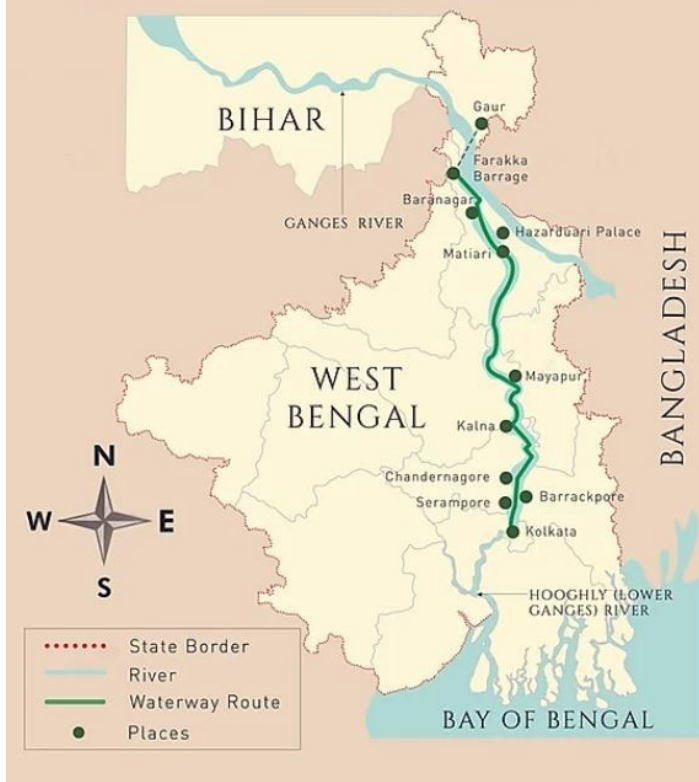 Gaur
BIHAR
Farakka
Barrage
Baranagar
GANGES RIVER
Hazarduari Palace
Matiari
BANGLADESH
WEST
BENGAL
Mayapur
Kalna
N
W E
S
Chandernagore
Serampore
Barrackpore
Kolkata
HOOGHLY (LOWER
GANGES) RIVER
State Border
River
Waterway Route
Places
BAY OF BENGAL